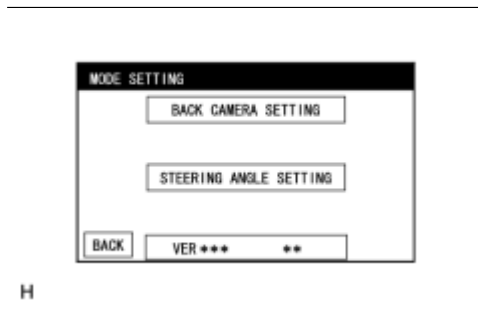 MODE SETTING
BACK CAMERA SETTING
STEERING ANGLE SETTING
BACK VER∗∗∗ ∗∗
H